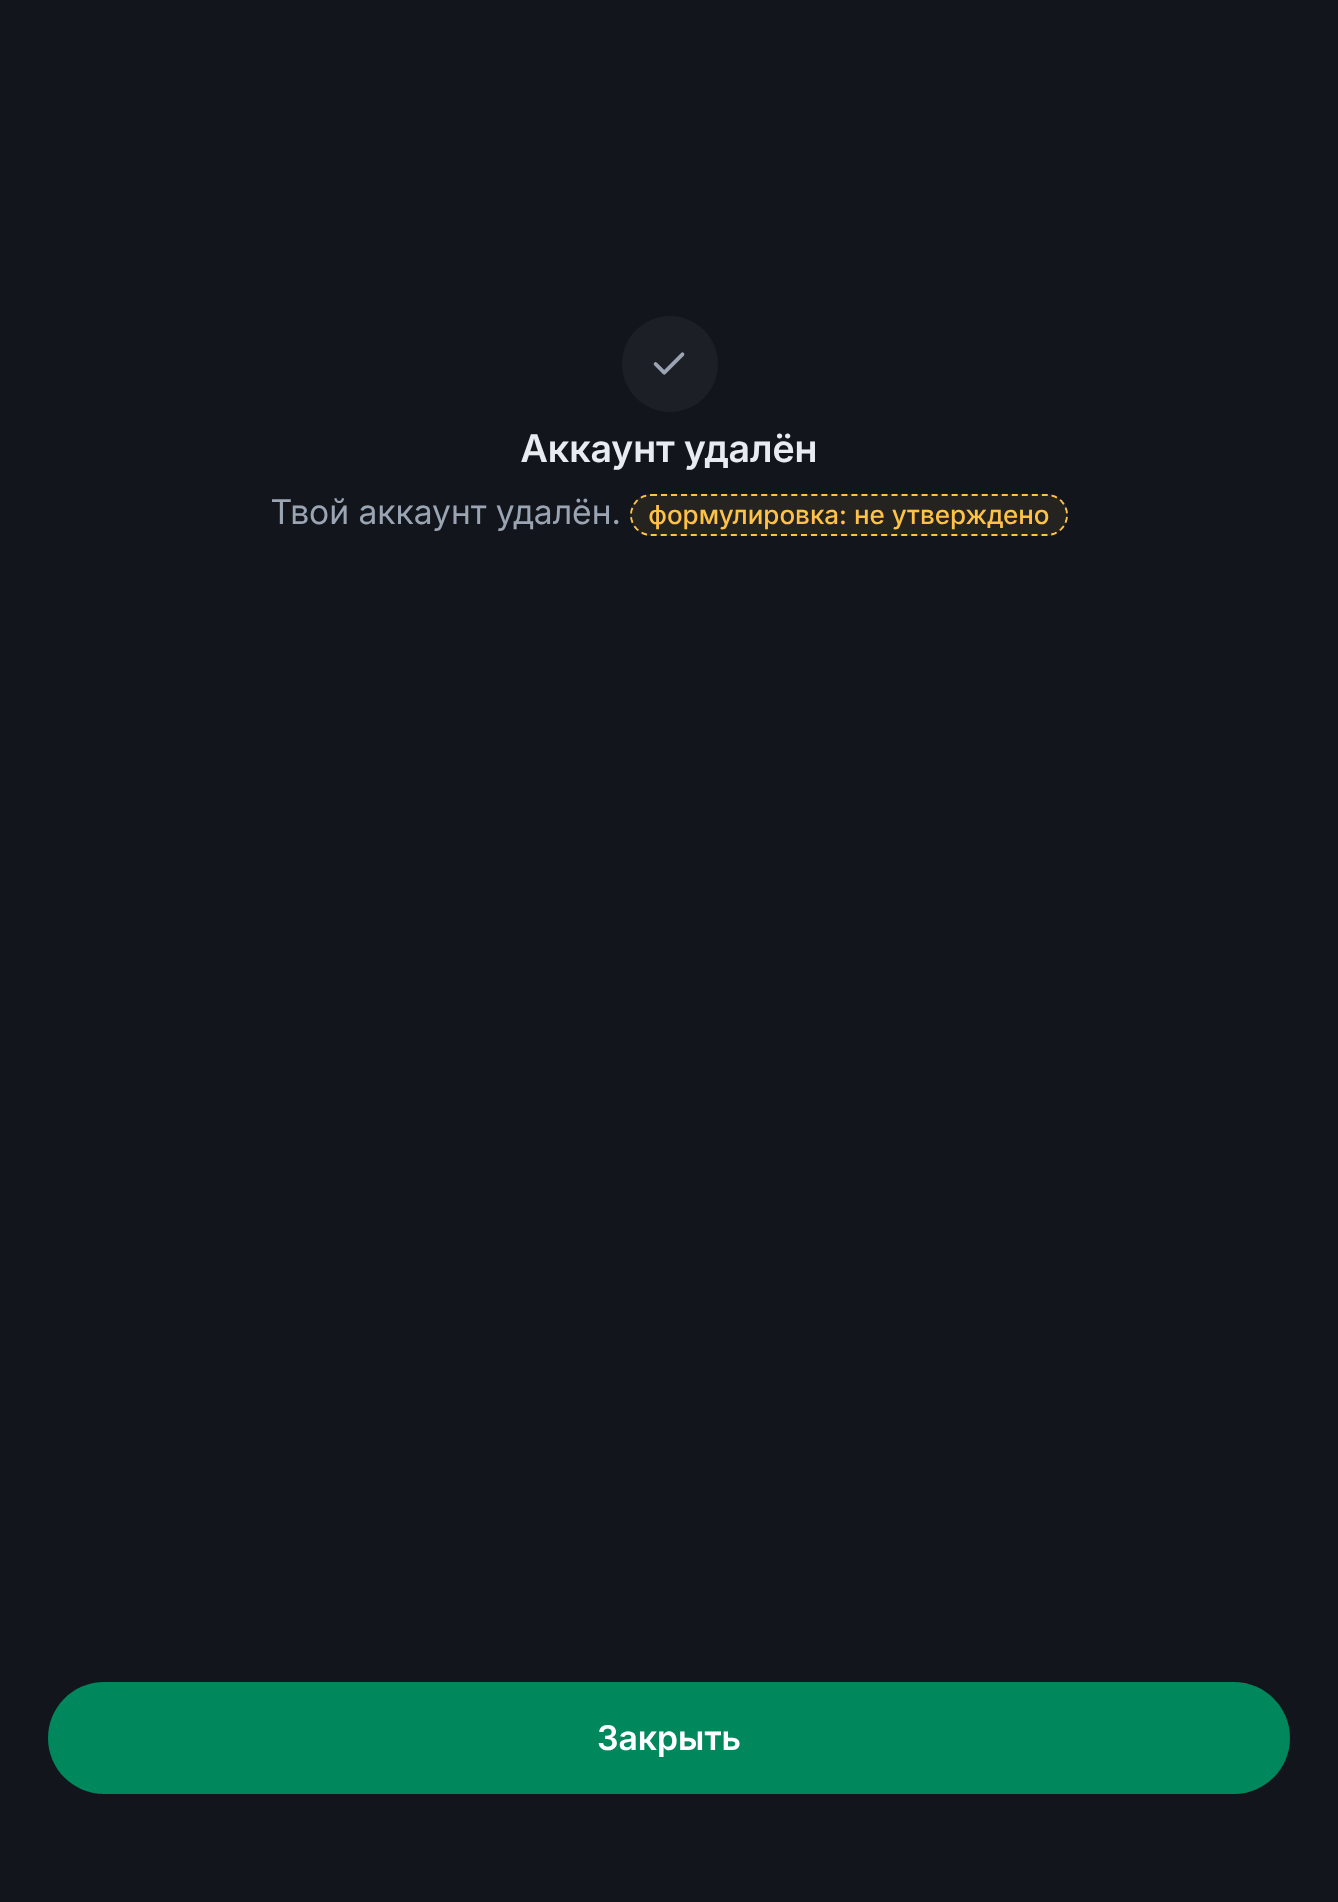 Аккаунт удалён
Твой аккаунт удалён. формулировка: не утверждено
Закрыть